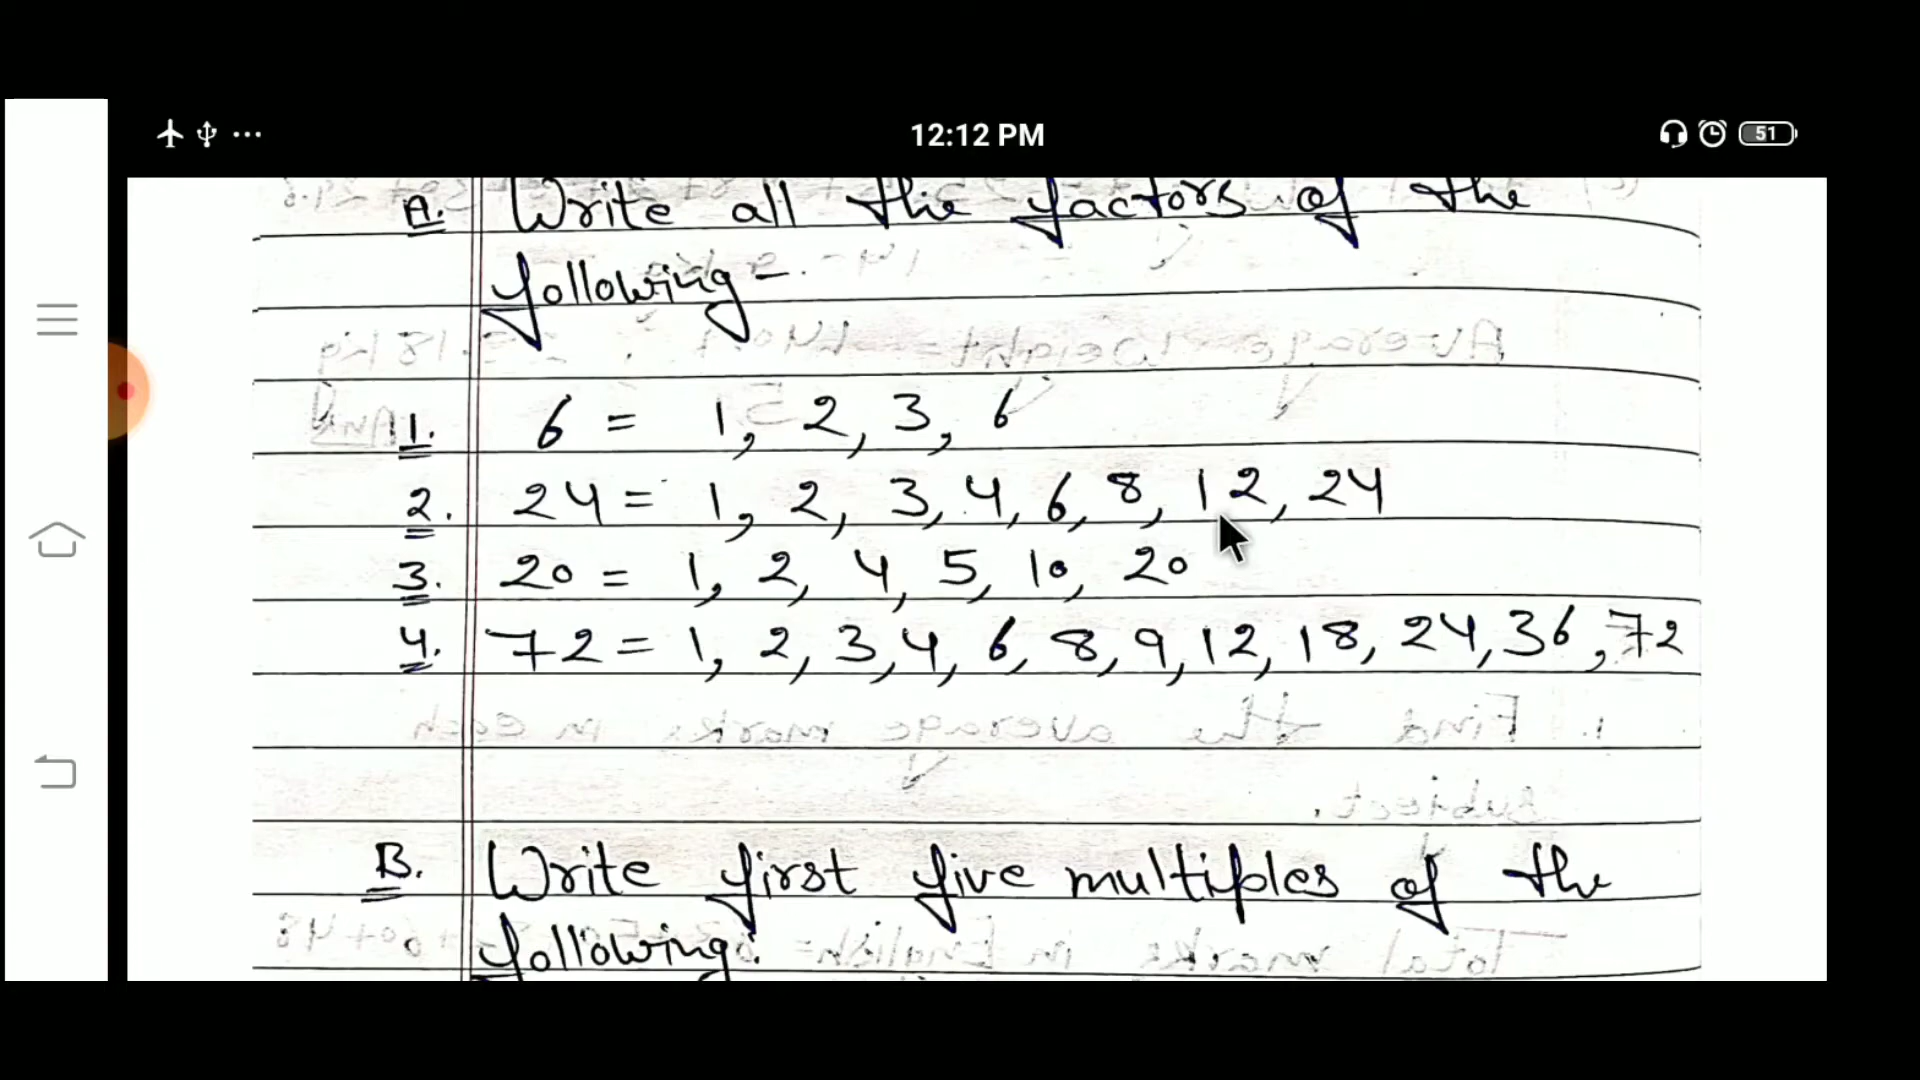 12:12 PM
51
A. Write all the factors of the
following-
1. 6 = 1, 2, 3, 6
2. 24 = 1, 2, 3, 4, 6, 8, 12, 24
3. 20 = 1, 2, 4, 5, 10, 20
4. 72 = 1, 2, 3, 4, 6, 8, 9, 12, 18, 24, 36, 72
B. Write first five multiples of the
following: